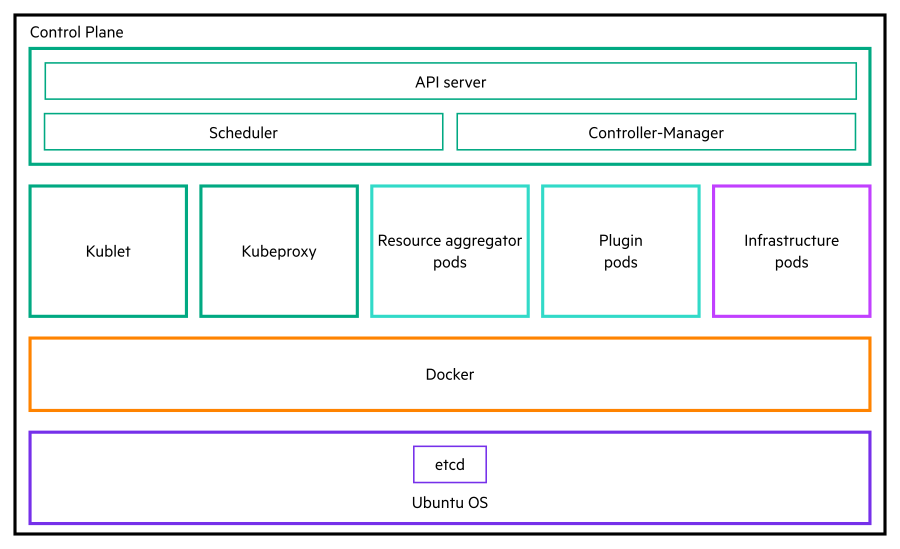 Control Plane
API server
Scheduler
Controller-Manager
Kublet
Kubeproxy
Resource aggregator
pods
Plugin
pods
Infrastructure
pods
Docker
etcd
Ubuntu OS